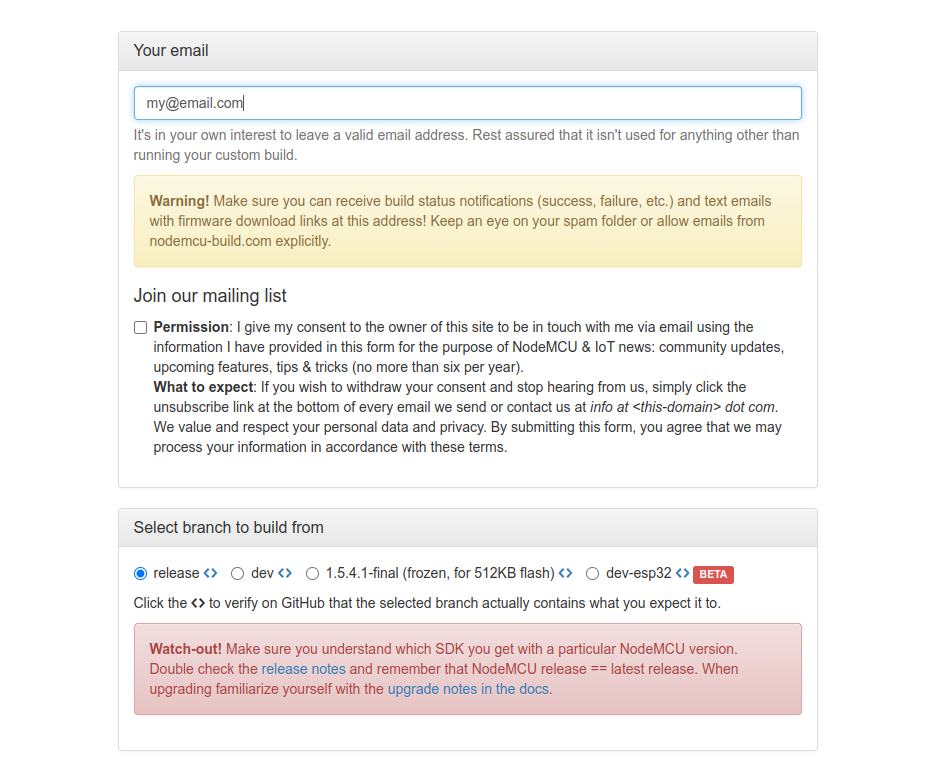 Your email
my@email.com
It's in your own interest to leave a valid email address. Rest assured that it isn't used for anything other than
running your custom build.
Warning! Make sure you can receive build status notifications (success, failure, etc.) and text emails
with firmware download links at this address! Keep an eye on your spam folder or allow emails from
nodemcu-build.com explicitly.
Join our mailing list
Permission: I give my consent to the owner of this site to be in touch with me via email using the
information I have provided in this form for the purpose of NodeMCU & IoT news: community updates,
upcoming features, tips & tricks (no more than six per year).
What to expect: If you wish to withdraw your consent and stop hearing from us, simply click the
unsubscribe link at the bottom of every email we send or contact us at info at <this-domain> dot com.
We value and respect your personal data and privacy. By submitting this form, you agree that we may
process your information in accordance with these terms.
Select branch to build from
release <> dev <> 1.5.4.1-final (frozen, for 512KB flash) <> dev-esp32 <> BETA
Click the <> to verify on GitHub that the selected branch actually contains what you expect it to.
Watch-out! Make sure you understand which SDK you get with a particular NodeMCU version.
Double check the release notes and remember that NodeMCU release == latest release. When
upgrading familiarize yourself with the upgrade notes in the docs.